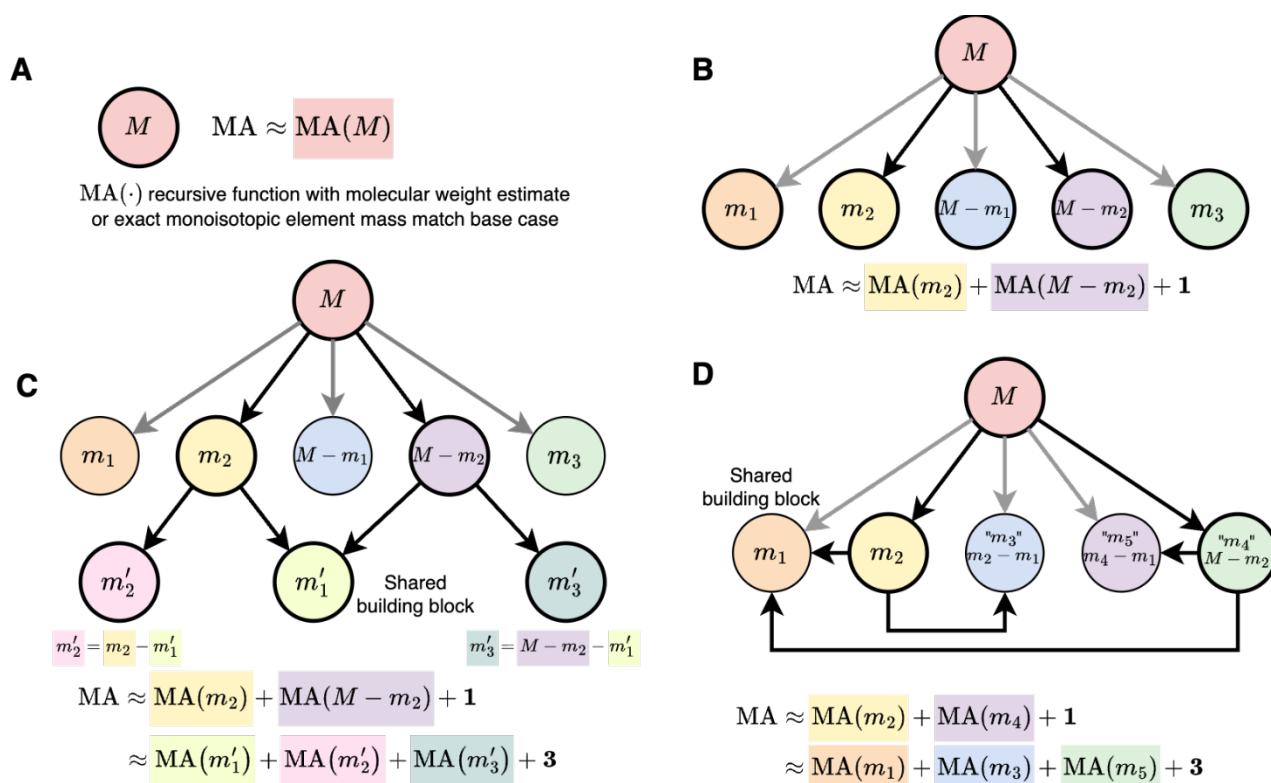 A
M
MA ≈ MA(M)
MA(·) recursive function with molecular weight estimate
or exact monoisotopic element mass match base case
B
M
m₁ m₂ M − m₁ M − m₂ m₃
MA ≈ MA(m₂) + MA(M − m₂) + 1
C
M
m₁ m₂ M − m₁ M − m₂ m₃
m′₂ m′₁ m′₃
Shared
building block
m′₂ = m₂ − m′₁
m′₃ = M − m₂ − m′₁
MA ≈ MA(m₂) + MA(M − m₂) + 1
≈ MA(m′₁) + MA(m′₂) + MA(m′₃) + 3
D
M
Shared
building block
m₁
m₂
"m₃"
m₂ − m₁
"m₅"
m₄ − m₁
"m₄"
M − m₂
MA ≈ MA(m₂) + MA(m₄) + 1
≈ MA(m₁) + MA(m₃) + MA(m₅) + 3